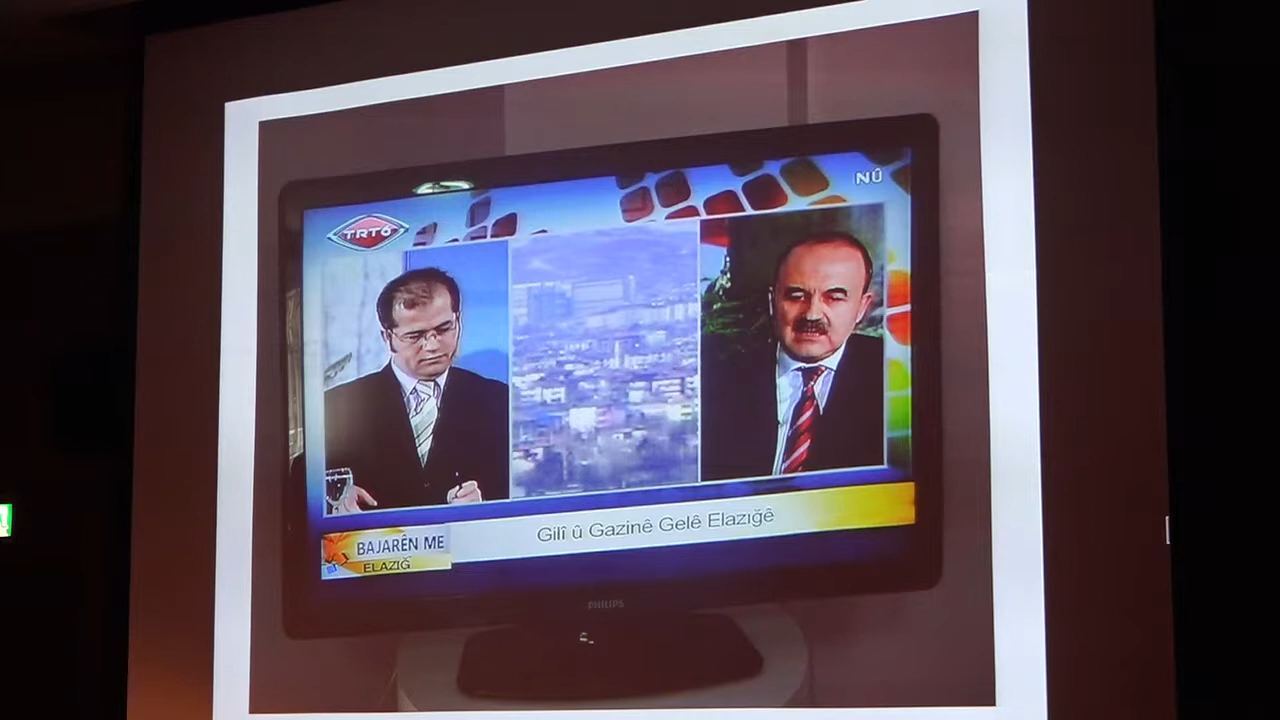 NÛ
TRT6
Gilî û Gazinê Gelê Elazığê
BAJARÊN ME
ELAZIĞ
PHILIPS